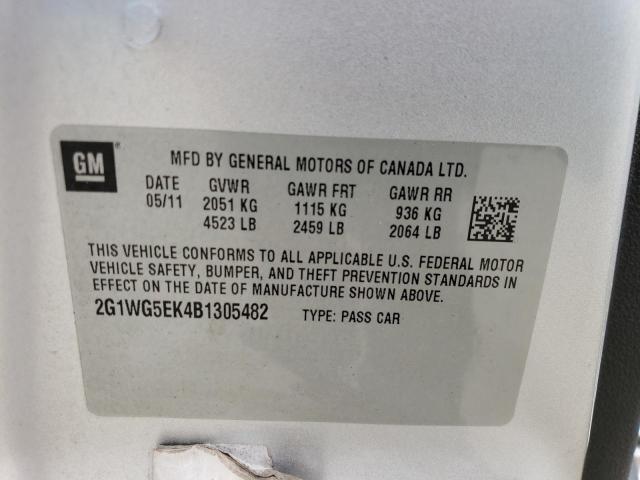 GM
MFD BY GENERAL MOTORS OF CANADA LTD.
DATE GVWR GAWR FRT GAWR RR
05/11 2051 KG 1115 KG 936 KG
4523 LB 2459 LB 2064 LB
THIS VEHICLE CONFORMS TO ALL APPLICABLE U.S. FEDERAL MOTOR
VEHICLE SAFETY, BUMPER, AND THEFT PREVENTION STANDARDS IN
EFFECT ON THE DATE OF MANUFACTURE SHOWN ABOVE.
2G1WG5EK4B1305482 TYPE: PASS CAR